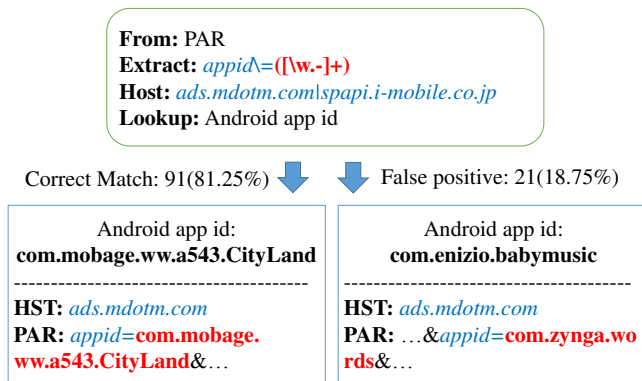 From: PAR
Extract: appid\=([\w.-]+)
Host: ads.mdotm.com|spapi.i-mobile.co.jp
Lookup: Android app id
Correct Match: 91(81.25%)
False positive: 21(18.75%)
Android app id:
com.mobage.ww.a543.CityLand
------------------------------------------
HST: ads.mdotm.com
PAR: appid=com.mobage.
ww.a543.CityLand&…
Android app id:
com.enizio.babymusic
------------------------------------------
HST: ads.mdotm.com
PAR: …&appid=com.zynga.wo
rds&…